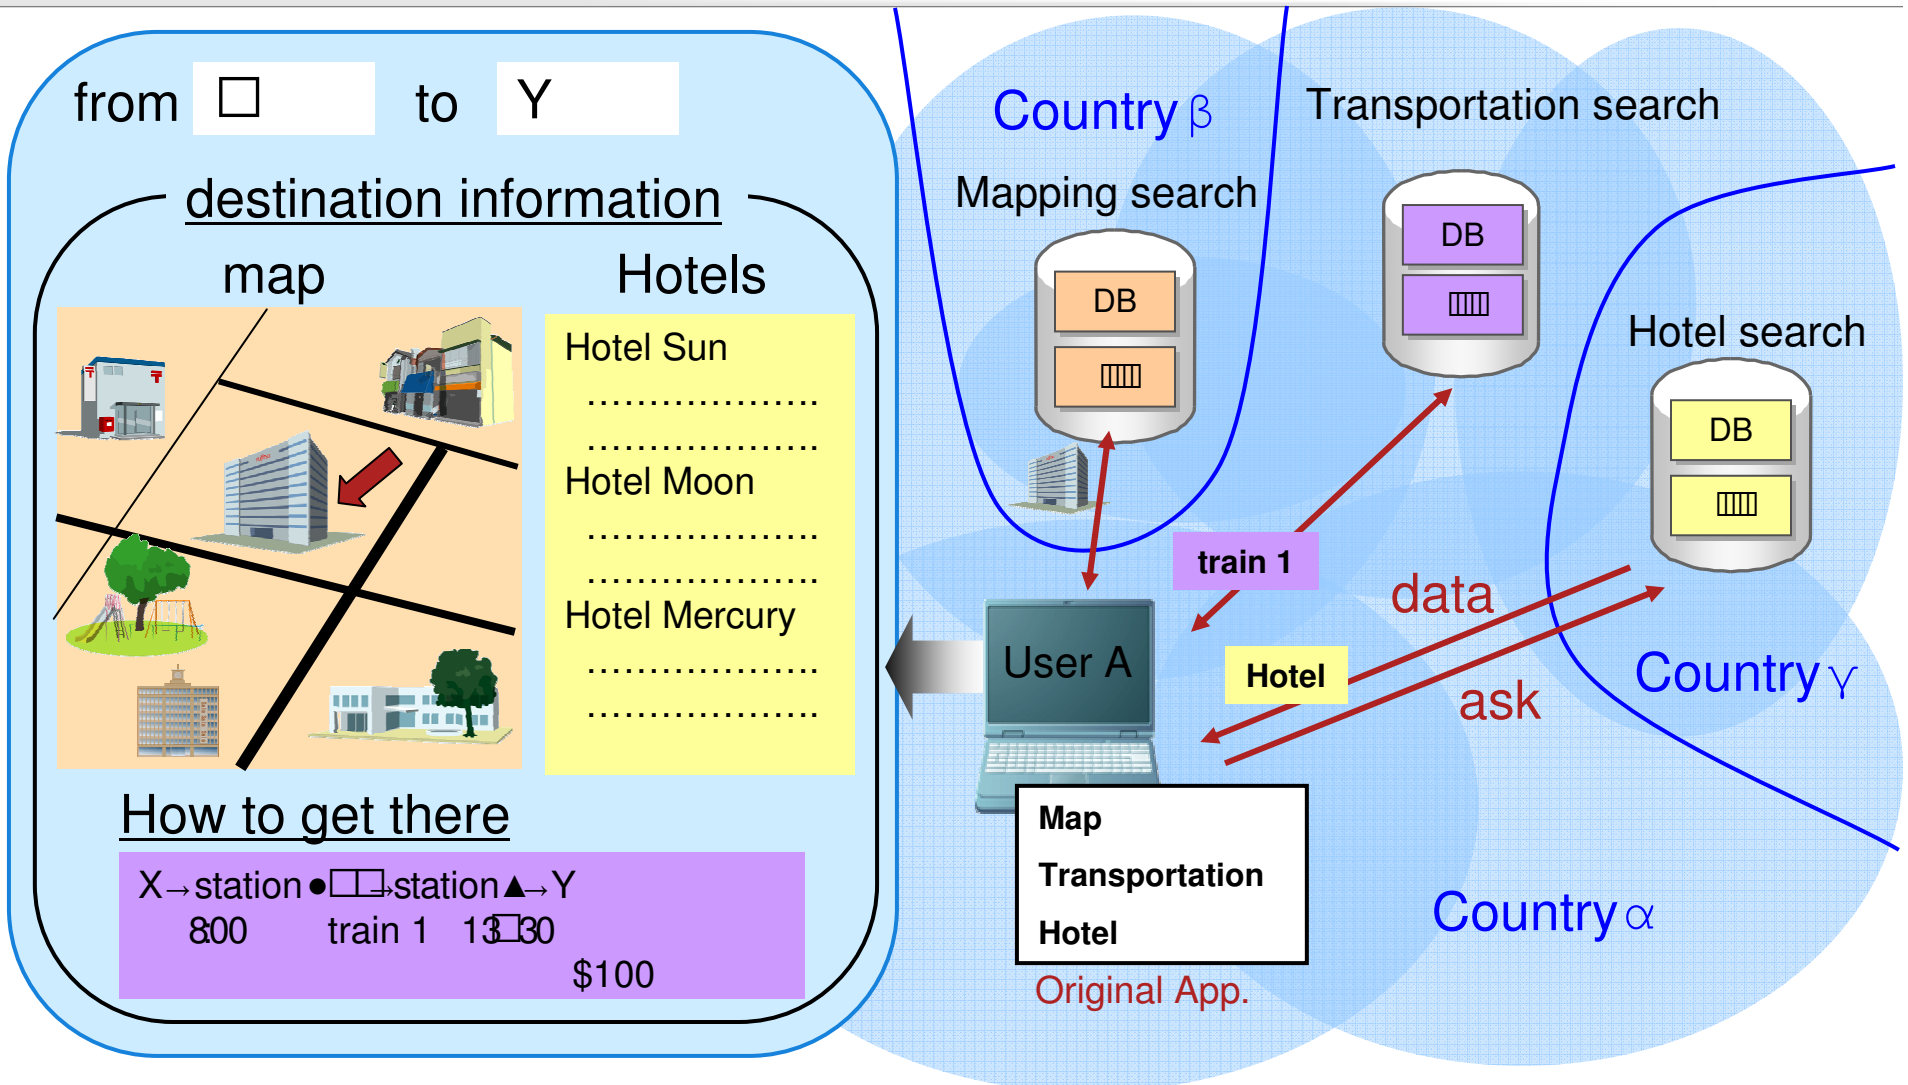 from □ to Y
destination information
map
Hotels
Hotel Sun
………………
………………
Hotel Moon
………………
………………
Hotel Mercury
………………
………………
How to get there
X→station●□□→station▲→Y
8:00 train 1 13□30
$100
Country β
Mapping search
DB
Transportation search
DB
Hotel search
DB
train 1
data
Hotel
ask
User A
Country γ
Map
Transportation
Hotel
Original App.
Country α